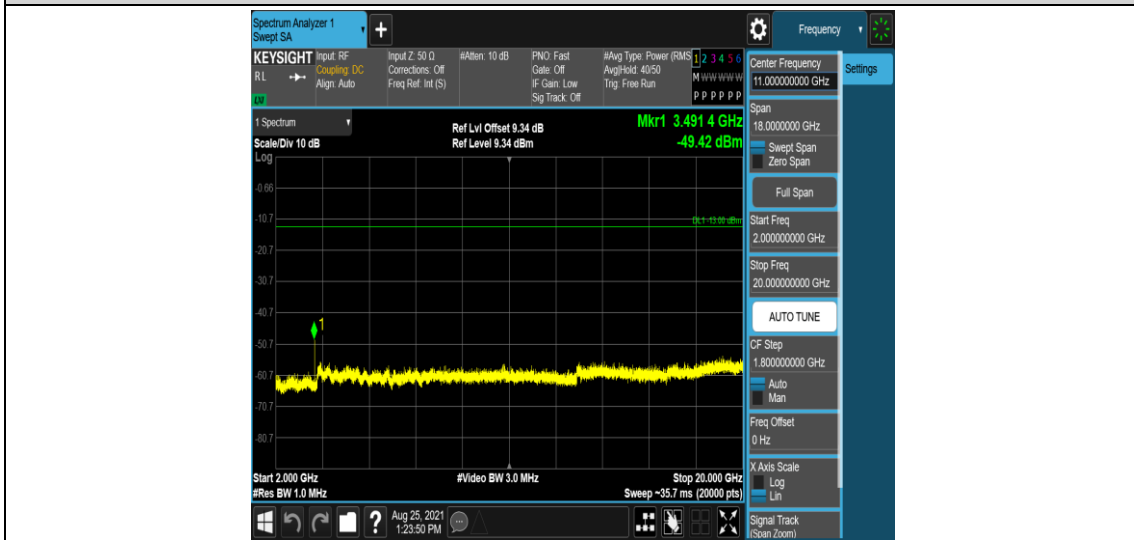 Spectrum Analyzer 1
Swept SA
+
Frequency
KEYSIGHT
RL
Input: RF
Coupling: DC
Align: Auto
Input Z: 50 Ω
Corrections: Off
Freq Ref: Int (S)
#Atten: 10 dB
PNO: Fast
Gate: Off
IF Gain: Low
Sig Track: Off
#Avg Type: Power (RMS
Avg|Hold: 40/50
Trig: Free Run
1 2 3 4 5 6
M W W W W W
P P P P P P
1 Spectrum
Scale/Div 10 dB
Log
Ref Lvl Offset 9.34 dB
Ref Level 9.34 dBm
Mkr1 3.491 4 GHz
-49.42 dBm
-0.66
-10.7
DL1 -13.00 dBm
-20.7
-30.7
-40.7
1
-50.7
-60.7
-70.7
-80.7
Start 2.000 GHz
#Res BW 1.0 MHz
#Video BW 3.0 MHz
Stop 20.000 GHz
Sweep ~35.7 ms (20000 pts)
?
Aug 25, 2021
1:23:50 PM
Center Frequency
11.000000000 GHz
Settings
Span
18.0000000 GHz
Swept Span
Zero Span
Full Span
Start Freq
2.000000000 GHz
Stop Freq
20.000000000 GHz
AUTO TUNE
CF Step
1.800000000 GHz
Auto
Man
Freq Offset
0 Hz
X Axis Scale
Log
Lin
Signal Track
(Span Zoom)